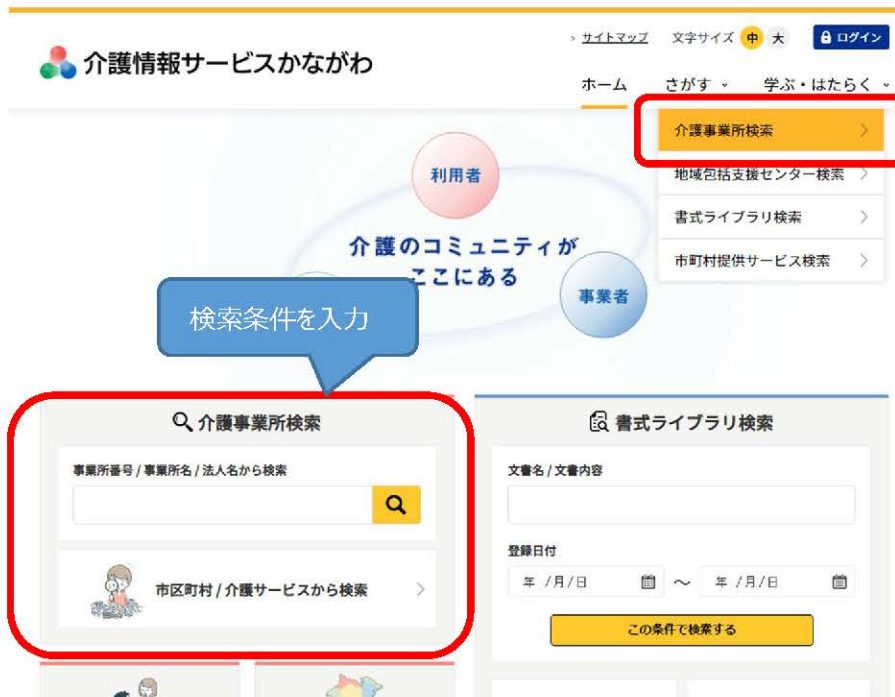 サイトマップ 文字サイズ 中 大 ログイン
介護情報サービスかながわ
ホーム さがす 学ぶ・はたらく
介護事業所検索
地域包括支援センター検索
書式ライブラリ検索
市町村提供サービス検索
利用者
介護のコミュニティが
ここにある
事業者
検索条件を入力
介護事業所検索
事業所番号 / 事業所名 / 法人名から検索
市区町村 / 介護サービスから検索
書式ライブラリ検索
文書名 / 文書内容
登録日付
年 /月/日 ～ 年 /月/日
この条件で検索する